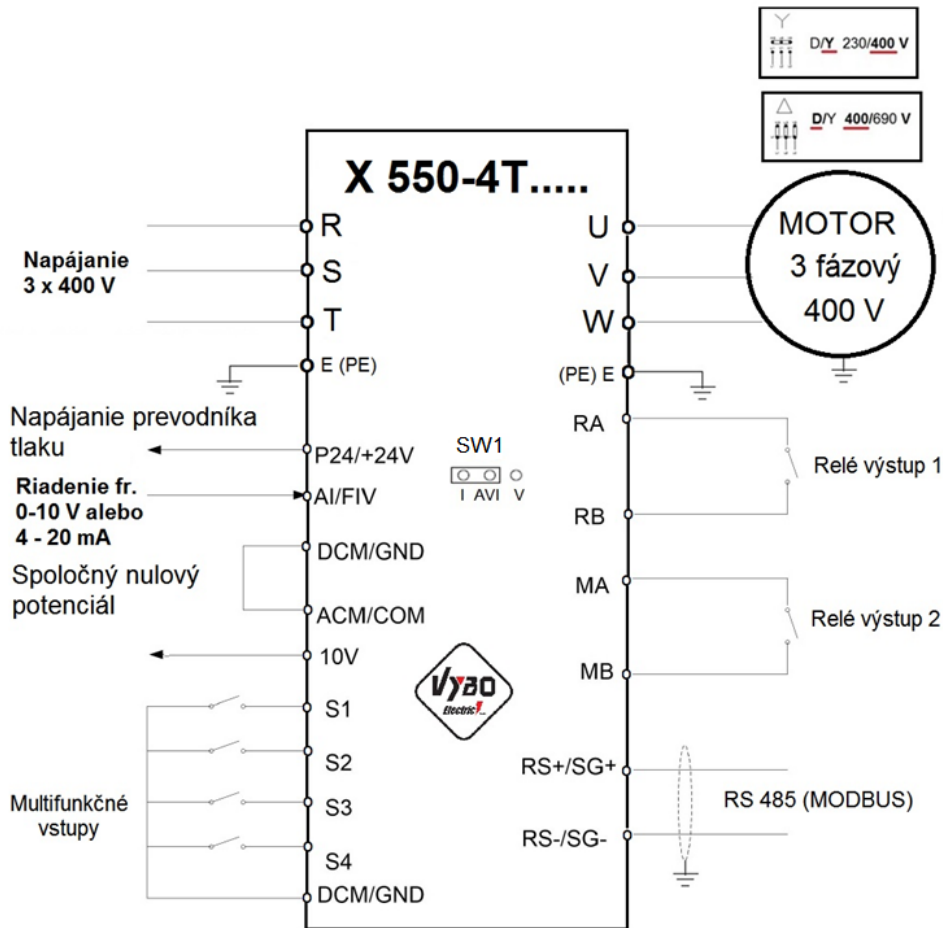 D/Y 230/400 V
D/Y 400/690 V
X 550-4T.....
Napájanie
3 x 400 V
R
S
T
E (PE)
U
V
W
(PE) E
MOTOR
3 fázový
400 V
Napájanie prevodníka
tlaku
P24/+24V
Riadenie fr.
0-10 V alebo
4 - 20 mA
AI/FIV
SW1
I AVI V
Spoločný nulový
potenciál
DCM/GND
ACM/COM
10V
RA
RB
Relé výstup 1
MA
MB
Relé výstup 2
VYBO
Electric
Multifunkčné
vstupy
S1
S2
S3
S4
DCM/GND
RS+/SG+
RS-/SG-
RS 485 (MODBUS)